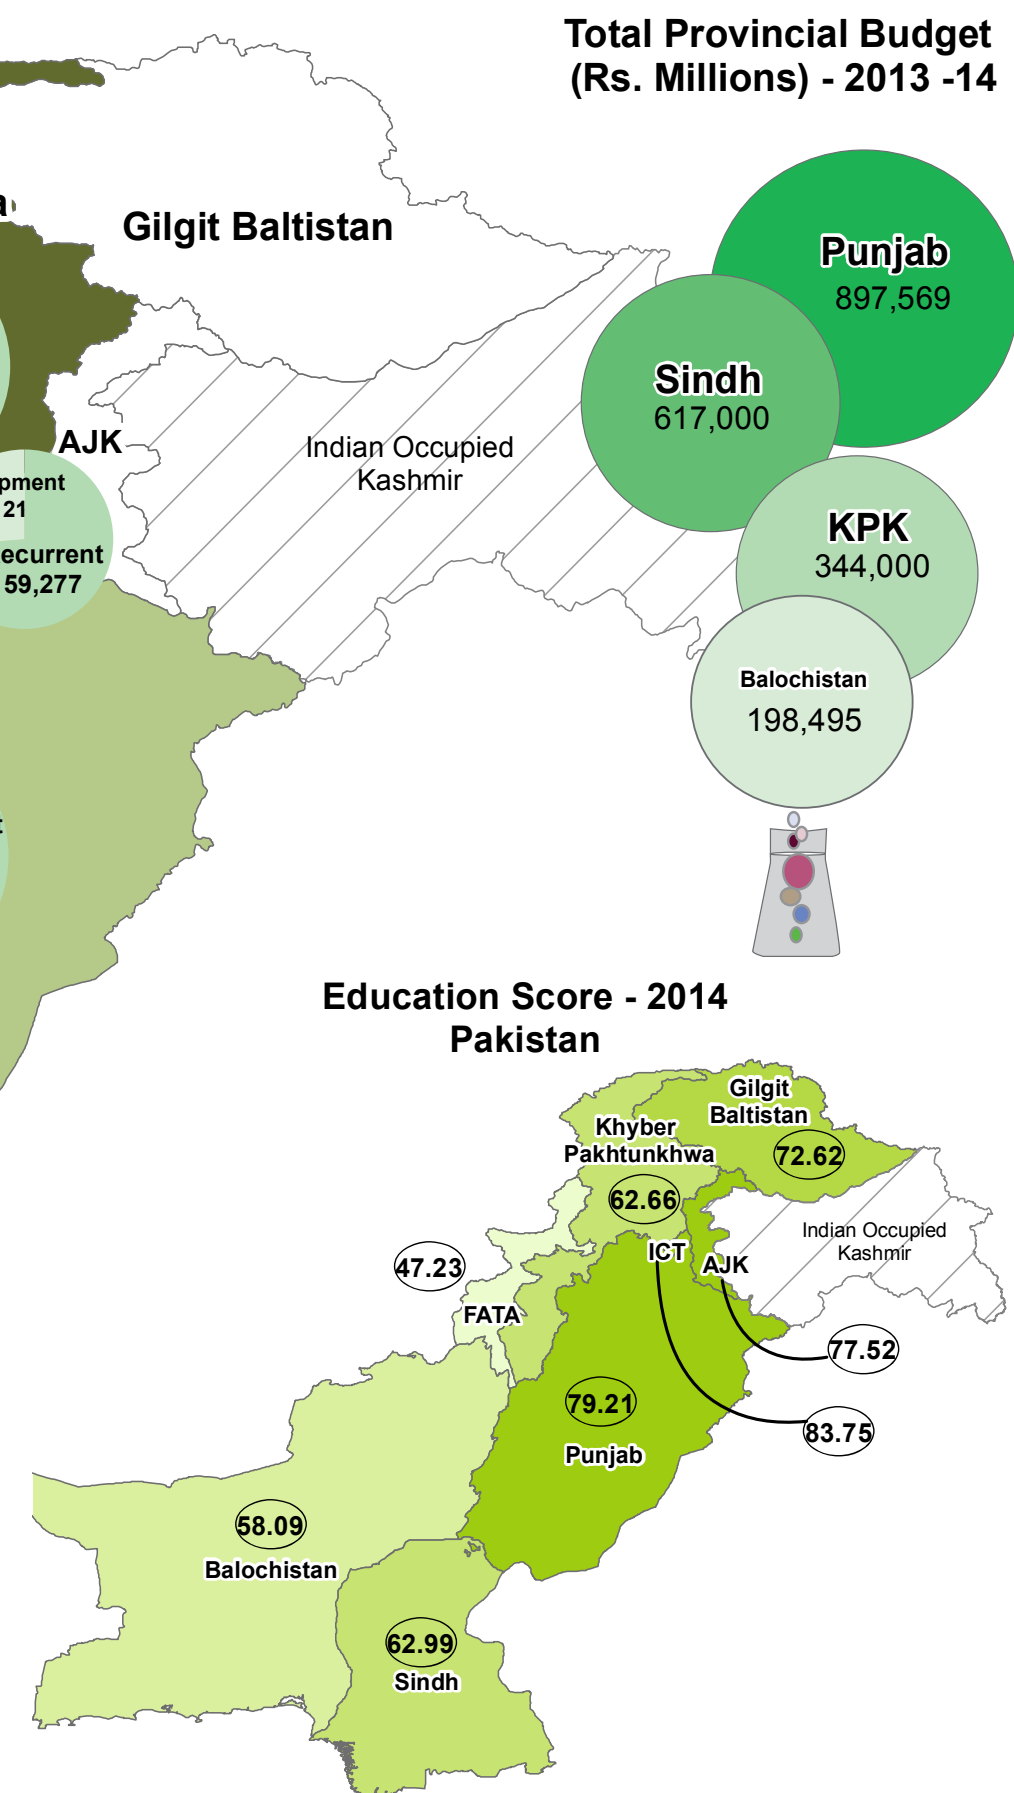 Total Provincial Budget
(Rs. Millions) - 2013 -14
Gilgit Baltistan
Punjab
897,569
Sindh
617,000
AJK
Indian Occupied
Kashmir
pment
21
ecurrent
59,277
KPK
344,000
Balochistan
198,495
Education Score - 2014
Pakistan
Gilgit
Baltistan
72.62
Khyber
Pakhtunkhwa
62.66
Indian Occupied
Kashmir
ICT
AJK
47.23
FATA
77.52
79.21
Punjab
83.75
58.09
Balochistan
62.99
Sindh